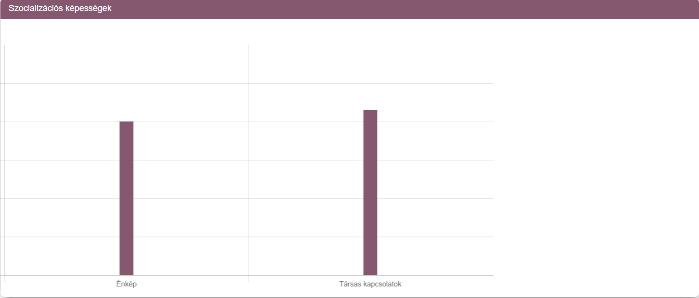 Szocializációs képességek
Énkép
Társas kapcsolatok